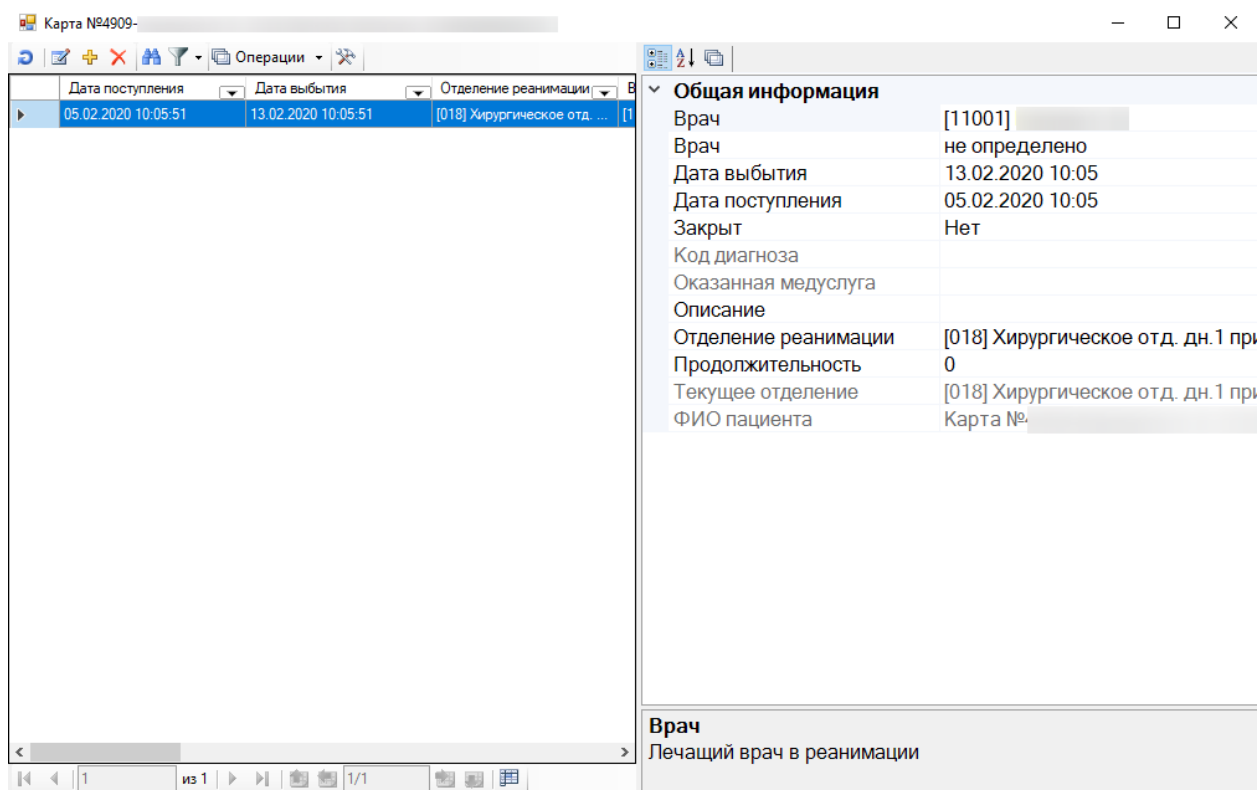 Карта №4909-
Операции
Дата поступления Дата выбытия Отделение реанимации В
05.02.2020 10:05:51 13.02.2020 10:05:51 [018] Хирургическое отд. ... [1
из 1 1/1
1
Общая информация
Врач [11001]
Врач не определено
Дата выбытия 13.02.2020 10:05
Дата поступления 05.02.2020 10:05
Закрыт Нет
Код диагноза
Оказанная медуслуга
Описание
Отделение реанимации [018] Хирургическое отд. дн.1 при
Продолжительность 0
Текущее отделение [018] Хирургическое отд. дн.1 при
ФИО пациента Карта №
Врач
Лечащий врач в реанимации